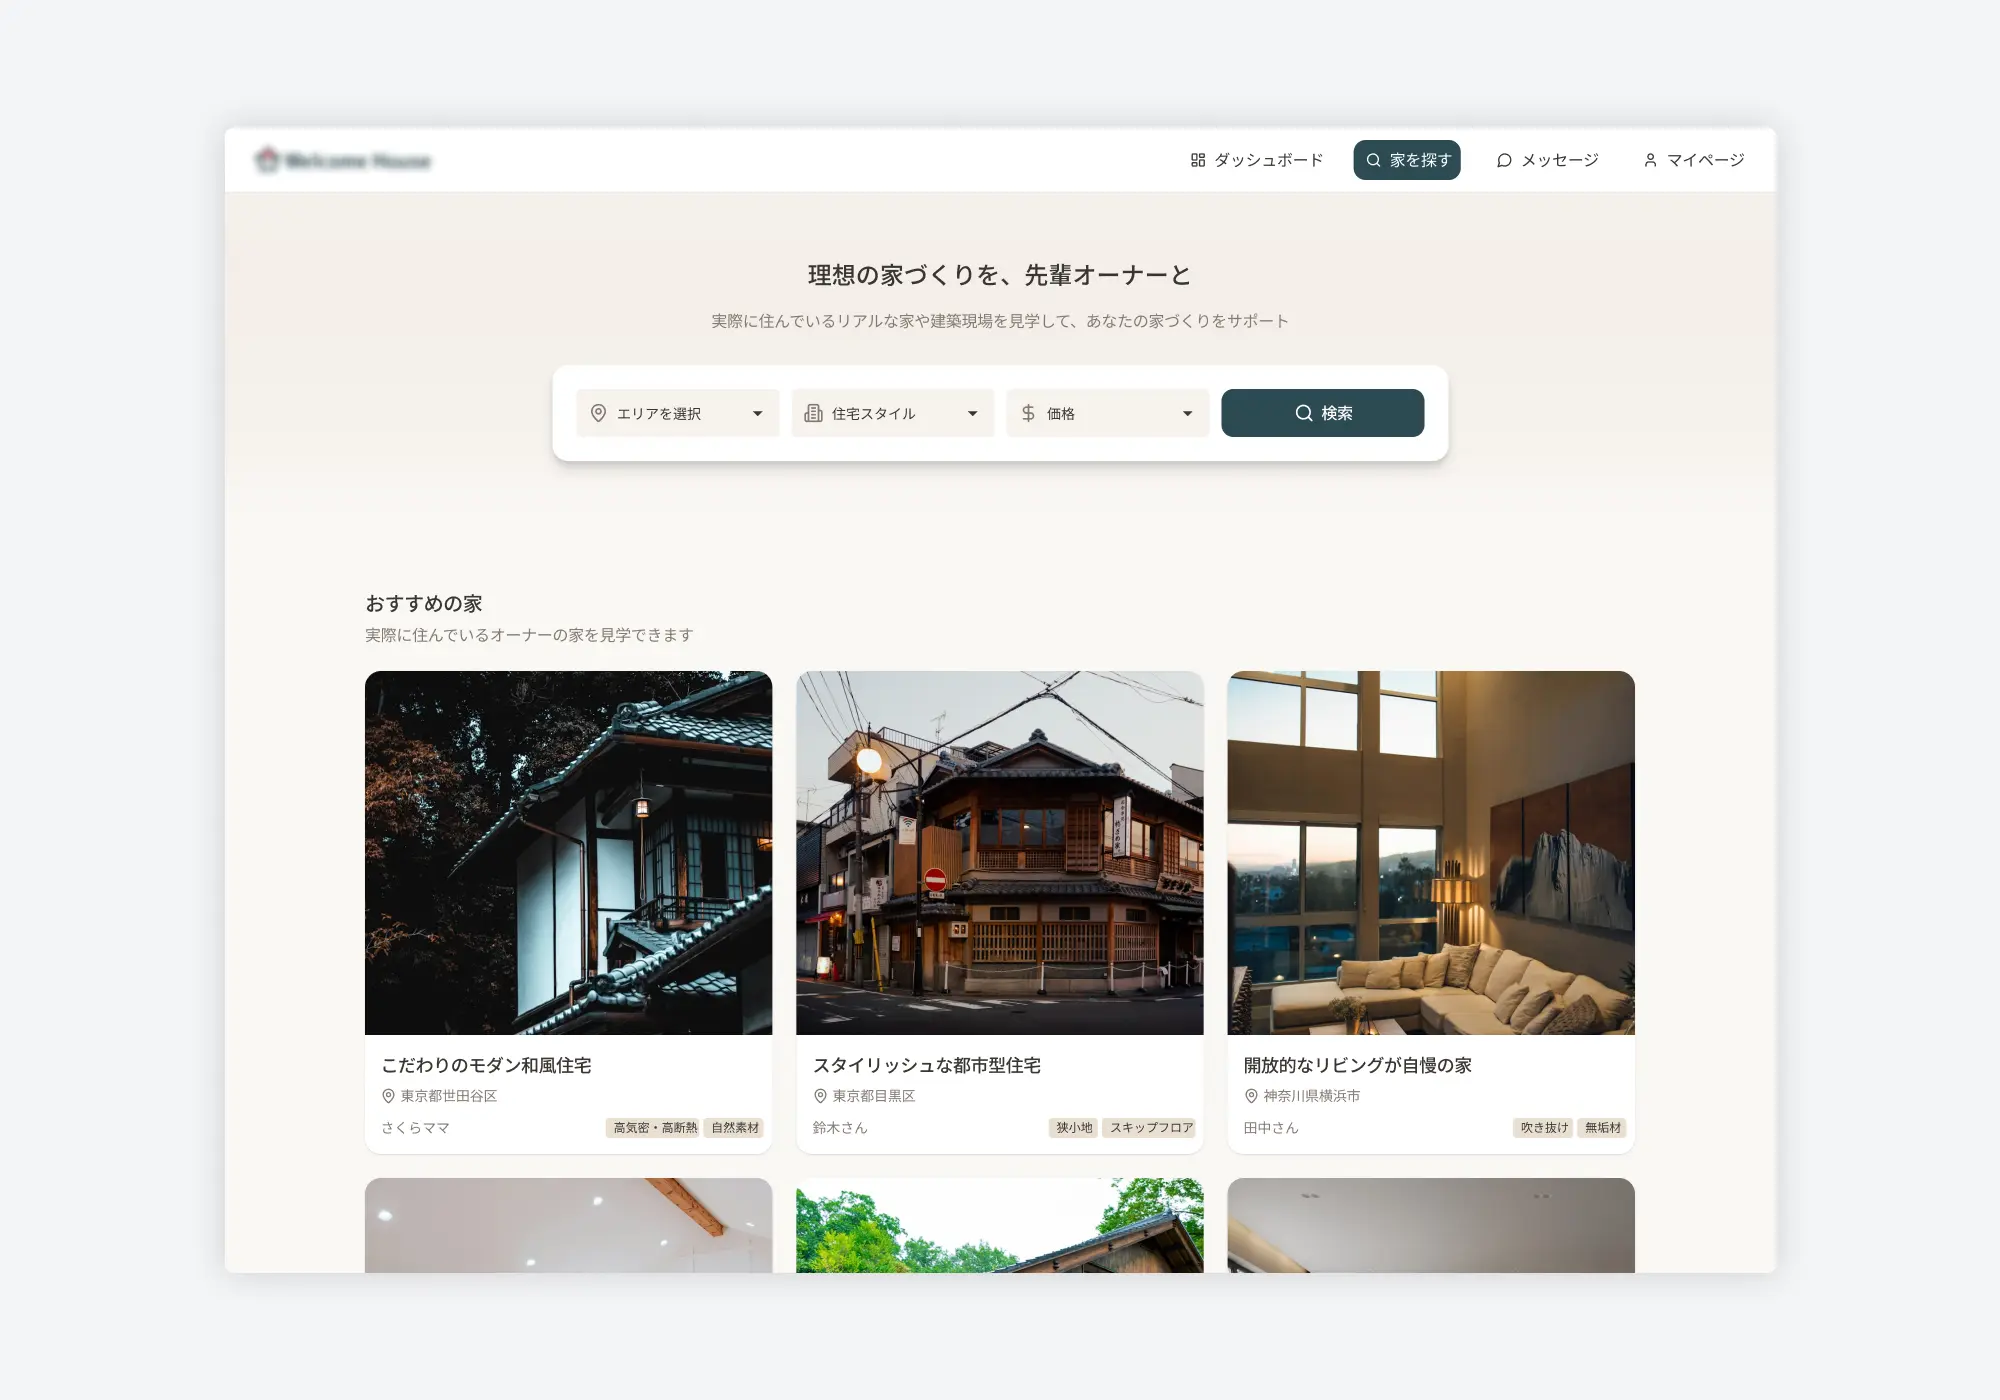 Welcome House
ダッシュボード
家を探す
メッセージ
マイページ
理想の家づくりを、先輩オーナーと
実際に住んでいるリアルな家や建築現場を見学して、あなたの家づくりをサポート
エリアを選択
住宅スタイル
価格
検索
おすすめの家
実際に住んでいるオーナーの家を見学できます
こだわりのモダン和風住宅
東京都世田谷区
さくらママ
高気密・高断熱
自然素材
スタイリッシュな都市型住宅
東京都目黒区
鈴木さん
狭小地
スキップフロア
開放的なリビングが自慢の家
神奈川県横浜市
田中さん
吹き抜け
無垢材